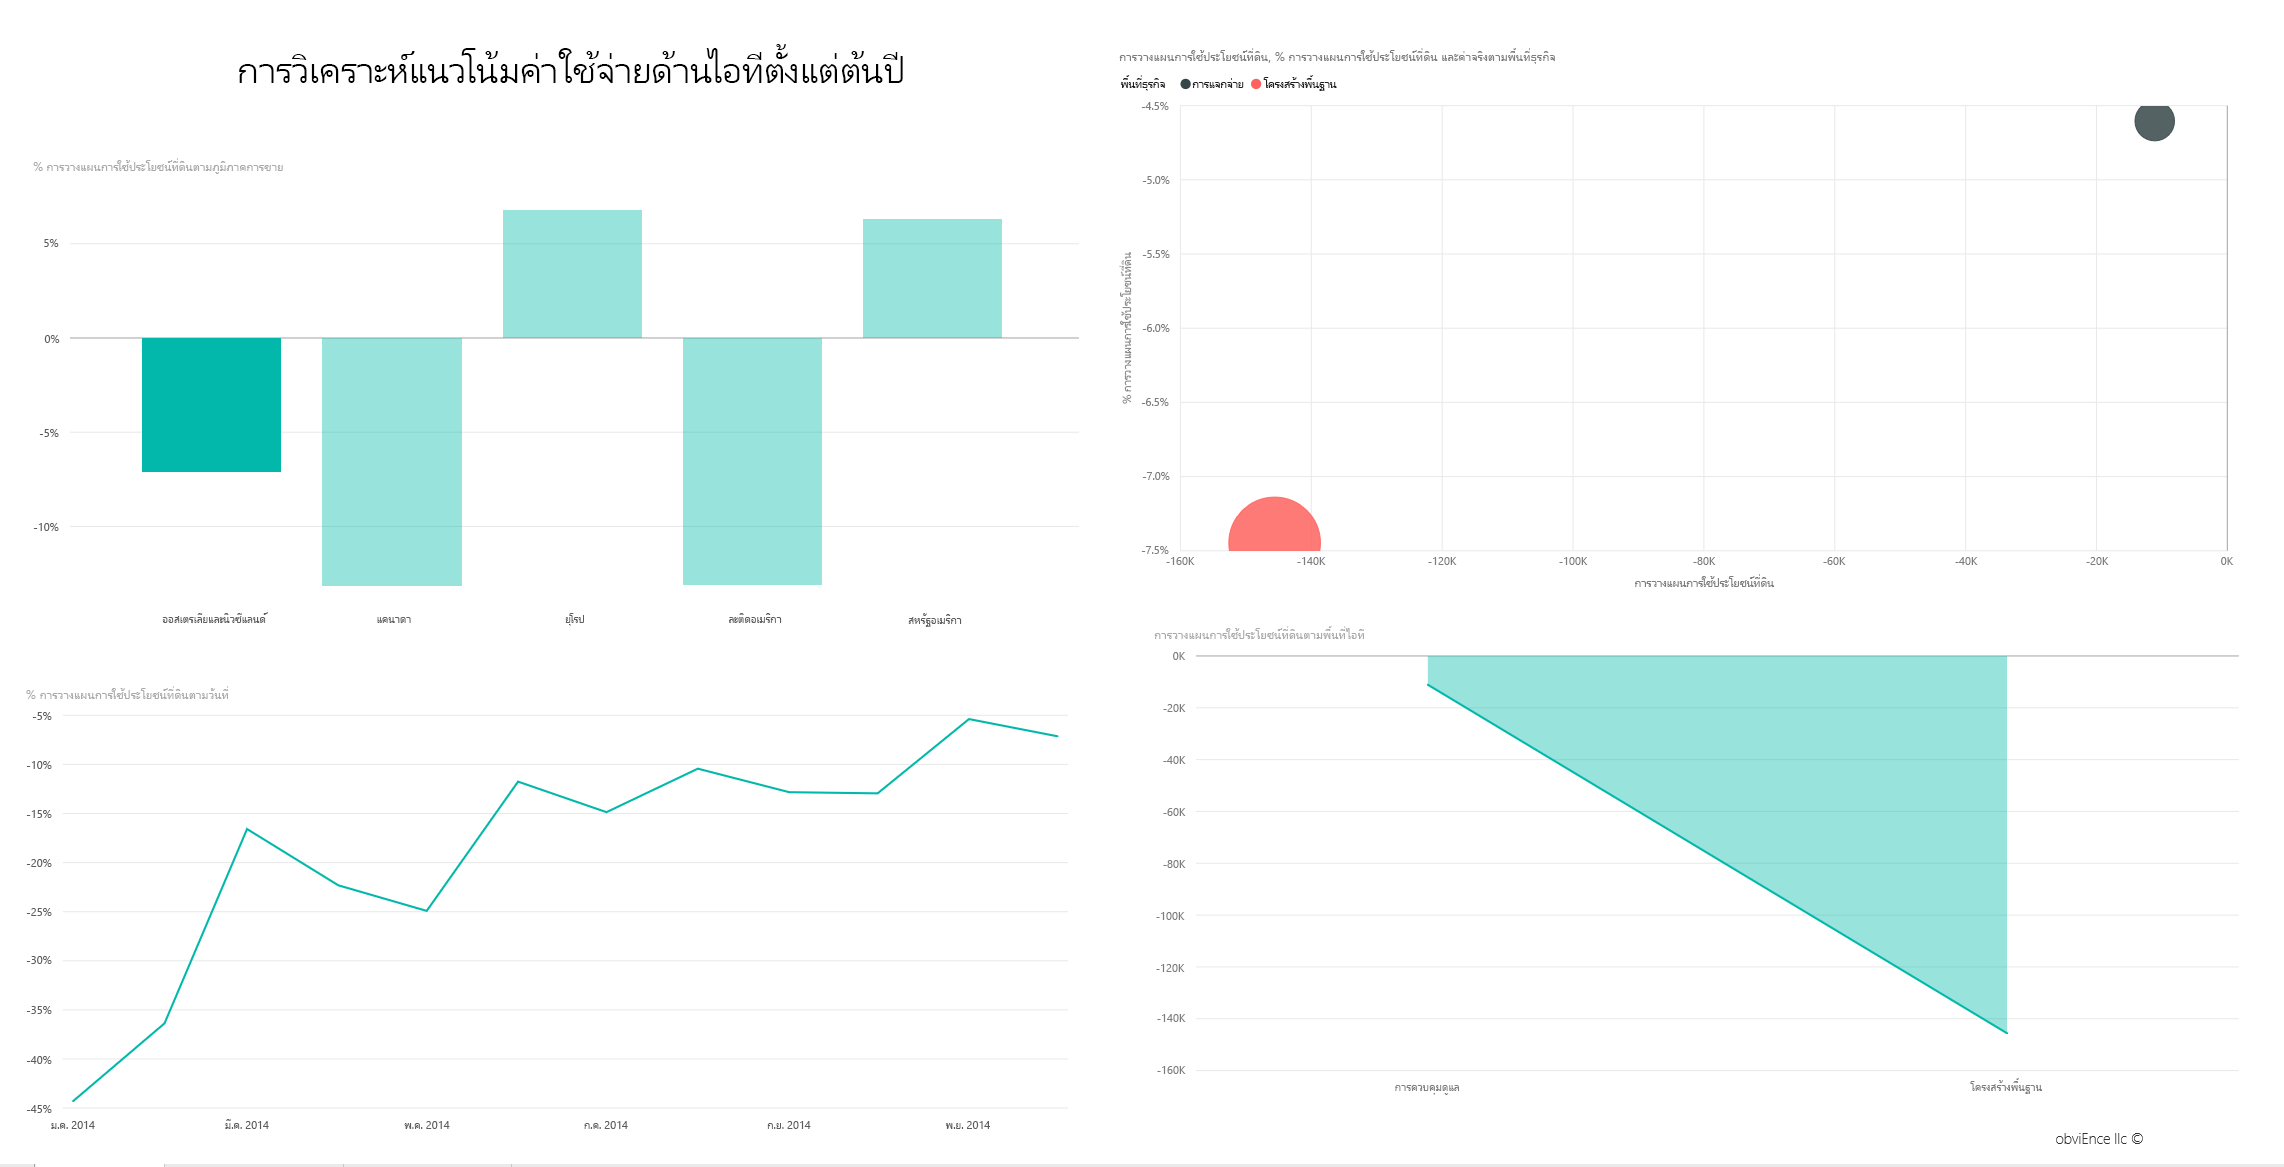 การวิเคราะห์แนวโน้มค่าใช้จ่ายด้านไอทีตั้งแต่ต้นปี
% การวางแผนการใช้ประโยชน์ที่ดินตามภูมิภาคการขาย
5%
0%
-5%
-10%
ออสเตรเลียและนิวซีแลนด์ แคนาดา ยุโรป ละติดอเมริกา สหรัฐอเมริกา
% การวางแผนการใช้ประโยชน์ที่ดินตามวันที่
-5%
-10%
-15%
-20%
-25%
-30%
-35%
-40%
-45%
ม.ค. 2014 มี.ค. 2014 พ.ค. 2014 ก.ค. 2014 ก.ย. 2014 พ.ย. 2014
การวางแผนการใช้ประโยชน์ที่ดิน, % การวางแผนการใช้ประโยชน์ที่ดิน และค่าจริงตามพื้นที่ธุรกิจ
พื้นที่ธุรกิจ การแจกจ่าย โครงสร้างพื้นฐาน
% การวางแผนการใช้ประโยชน์ที่ดิน
-4.5%
-5.0%
-5.5%
-6.0%
-6.5%
-7.0%
-7.5%
-160K -140K -120K -100K -80K -60K -40K -20K 0K
การวางแผนการใช้ประโยชน์ที่ดิน
การวางแผนการใช้ประโยชน์ที่ดินตามพื้นที่ไอที
0K
-20K
-40K
-60K
-80K
-100K
-120K
-140K
-160K
การควบคุมดูแล โครงสร้างพื้นฐาน
obviEnce llc ©